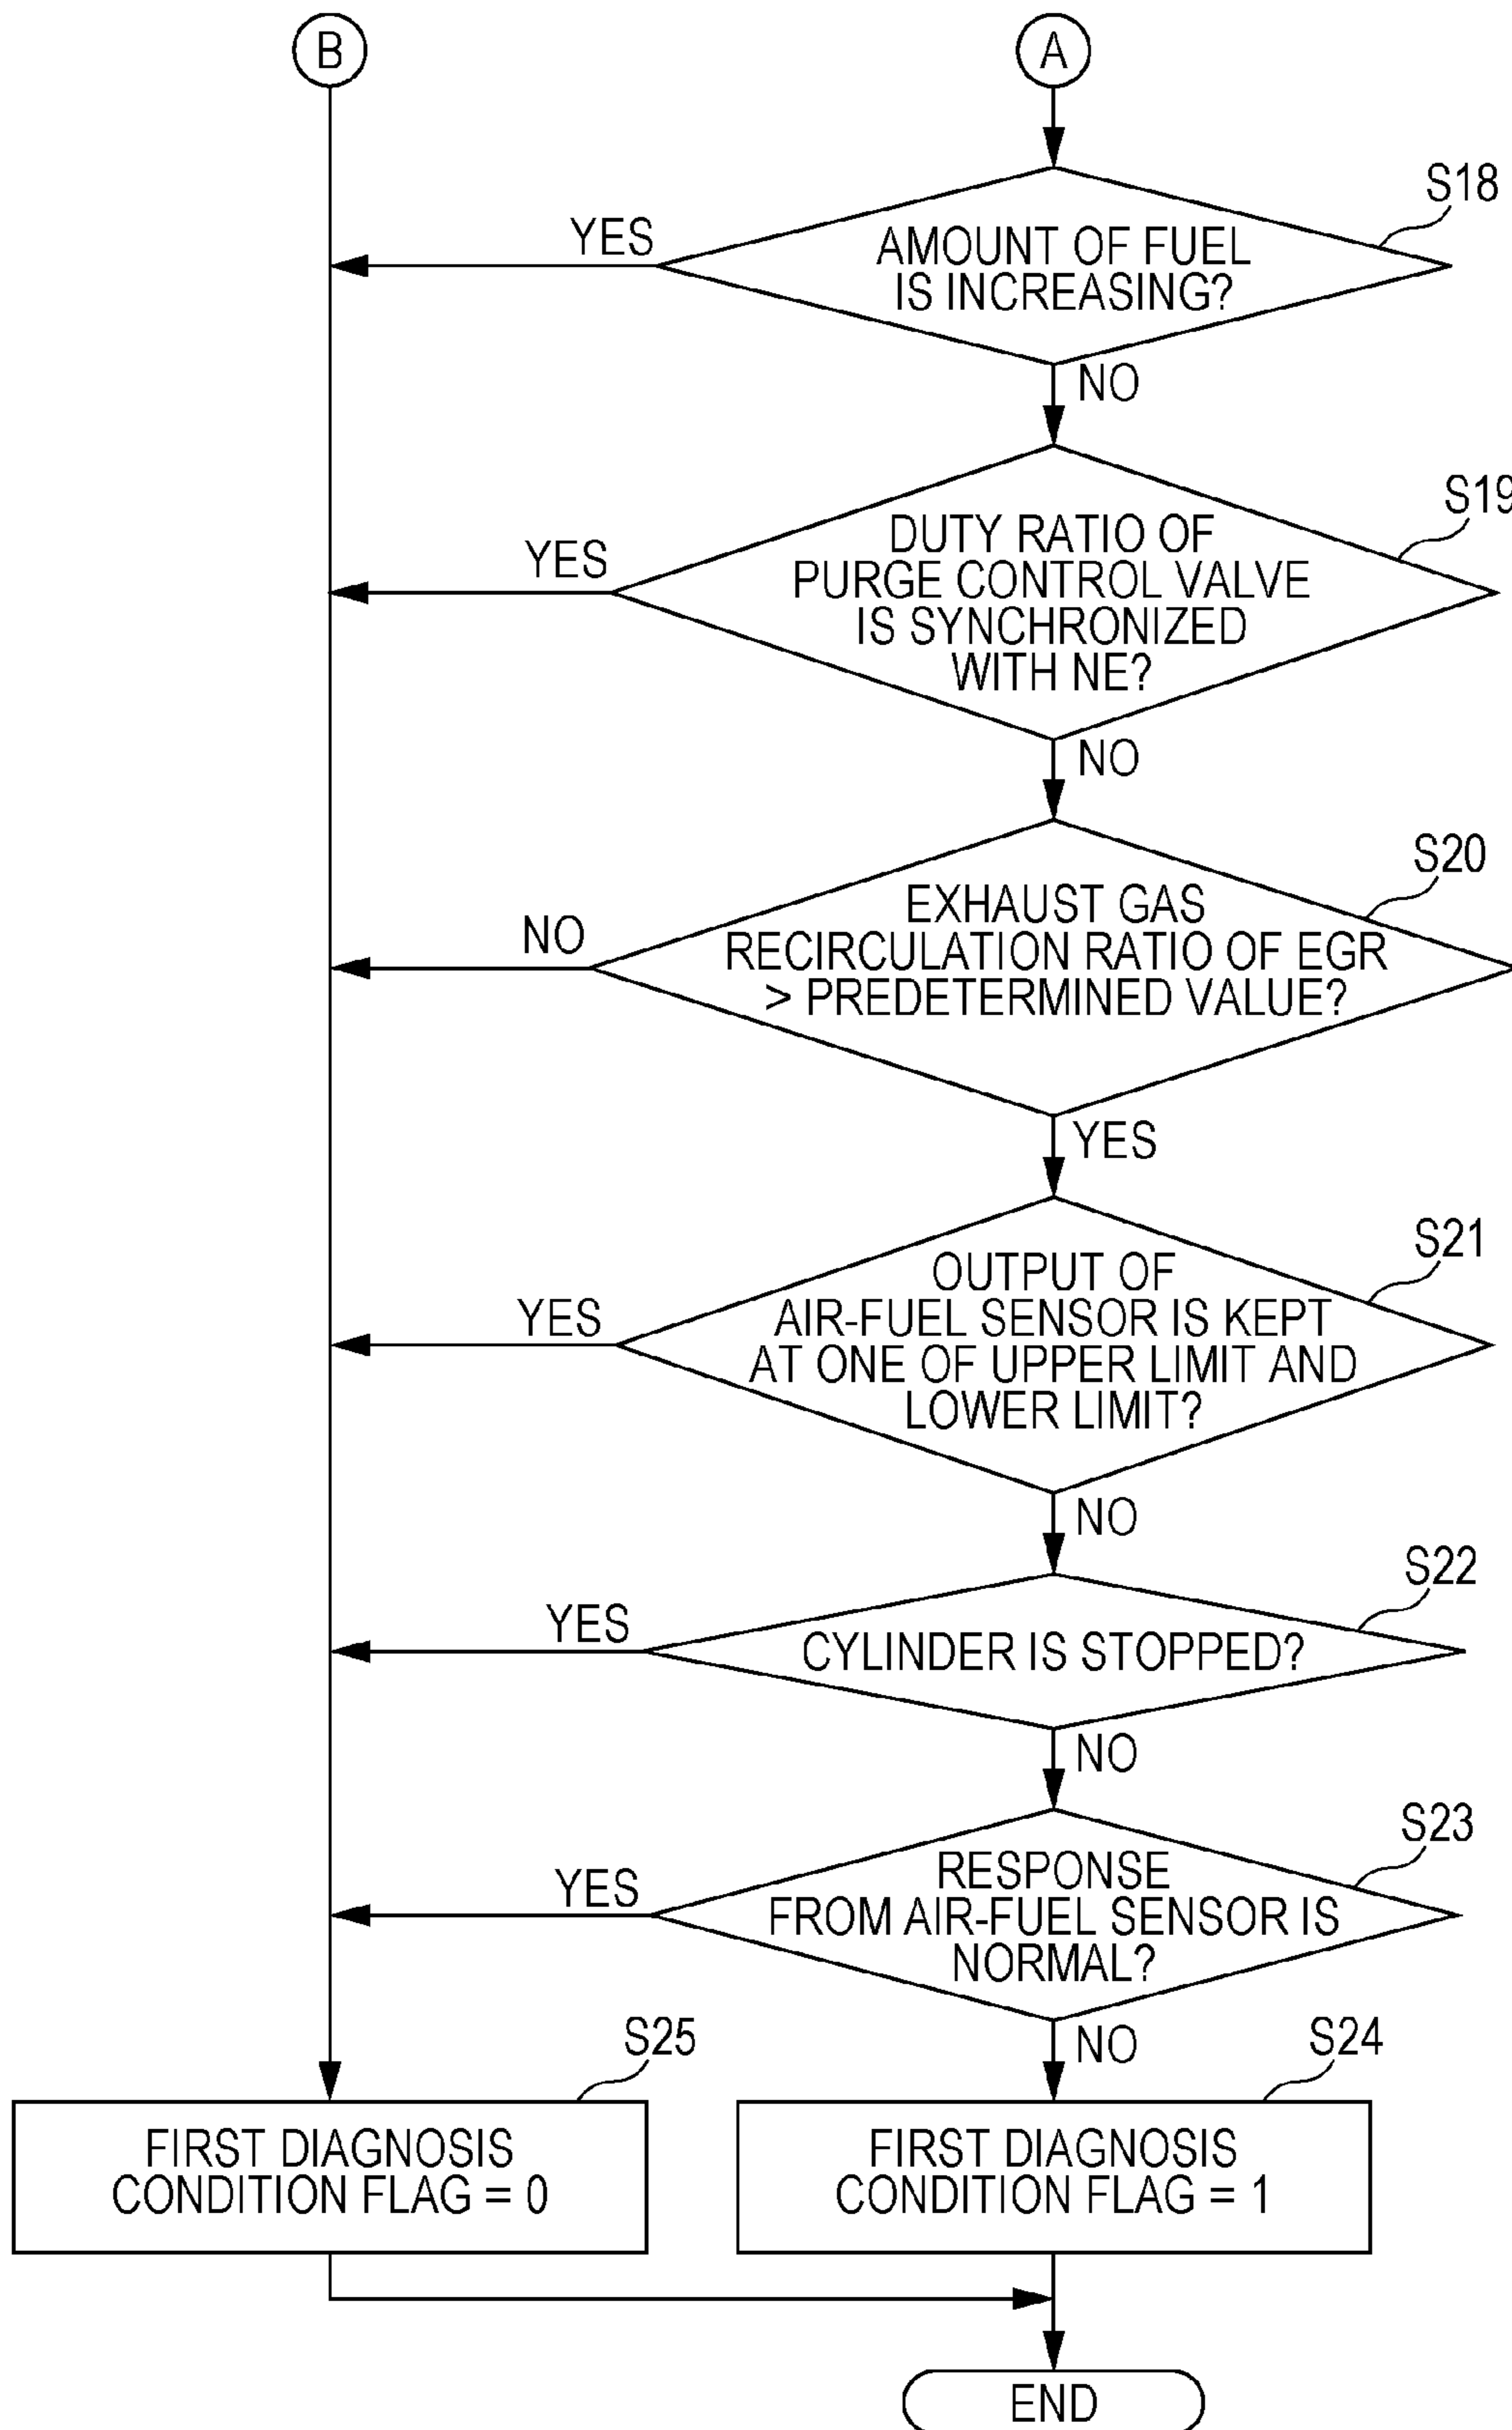 B
A
S18
YES
AMOUNT OF FUEL
IS INCREASING?
NO
S19
YES
DUTY RATIO OF
PURGE CONTROL VALVE
IS SYNCHRONIZED
WITH NE?
NO
S20
NO
EXHAUST GAS
RECIRCULATION RATIO OF EGR
> PREDETERMINED VALUE?
YES
S21
YES
OUTPUT OF
AIR-FUEL SENSOR IS KEPT
AT ONE OF UPPER LIMIT AND
LOWER LIMIT?
NO
S22
YES
CYLINDER IS STOPPED?
NO
S23
YES
RESPONSE
FROM AIR-FUEL SENSOR IS
NORMAL?
NO
S25
S24
FIRST DIAGNOSIS
CONDITION FLAG = 0
FIRST DIAGNOSIS
CONDITION FLAG = 1
END